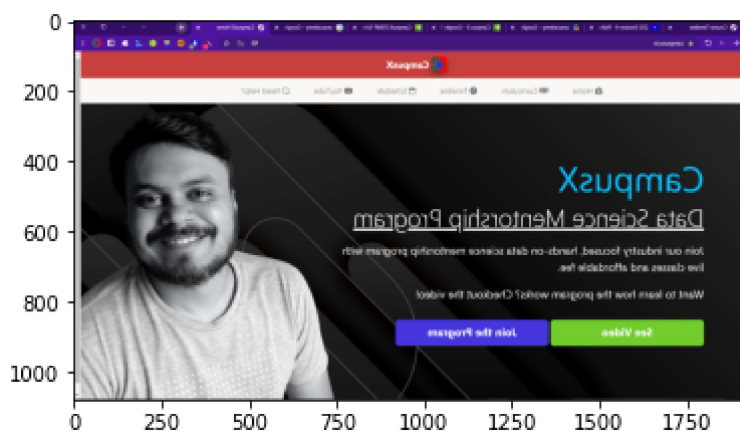 CampusX
Home Curriculum Timeline Schedule YouTube Need Help?
CampusX
Data Science Mentorship Program
Join our industry focused, hands-on data science mentorship program with
live classes and affordable fee.
Want to learn how the program works? Checkout the video!
See Video Join the Program
0
200
400
600
800
1000
0 250 500 750 1000 1250 1500 1750